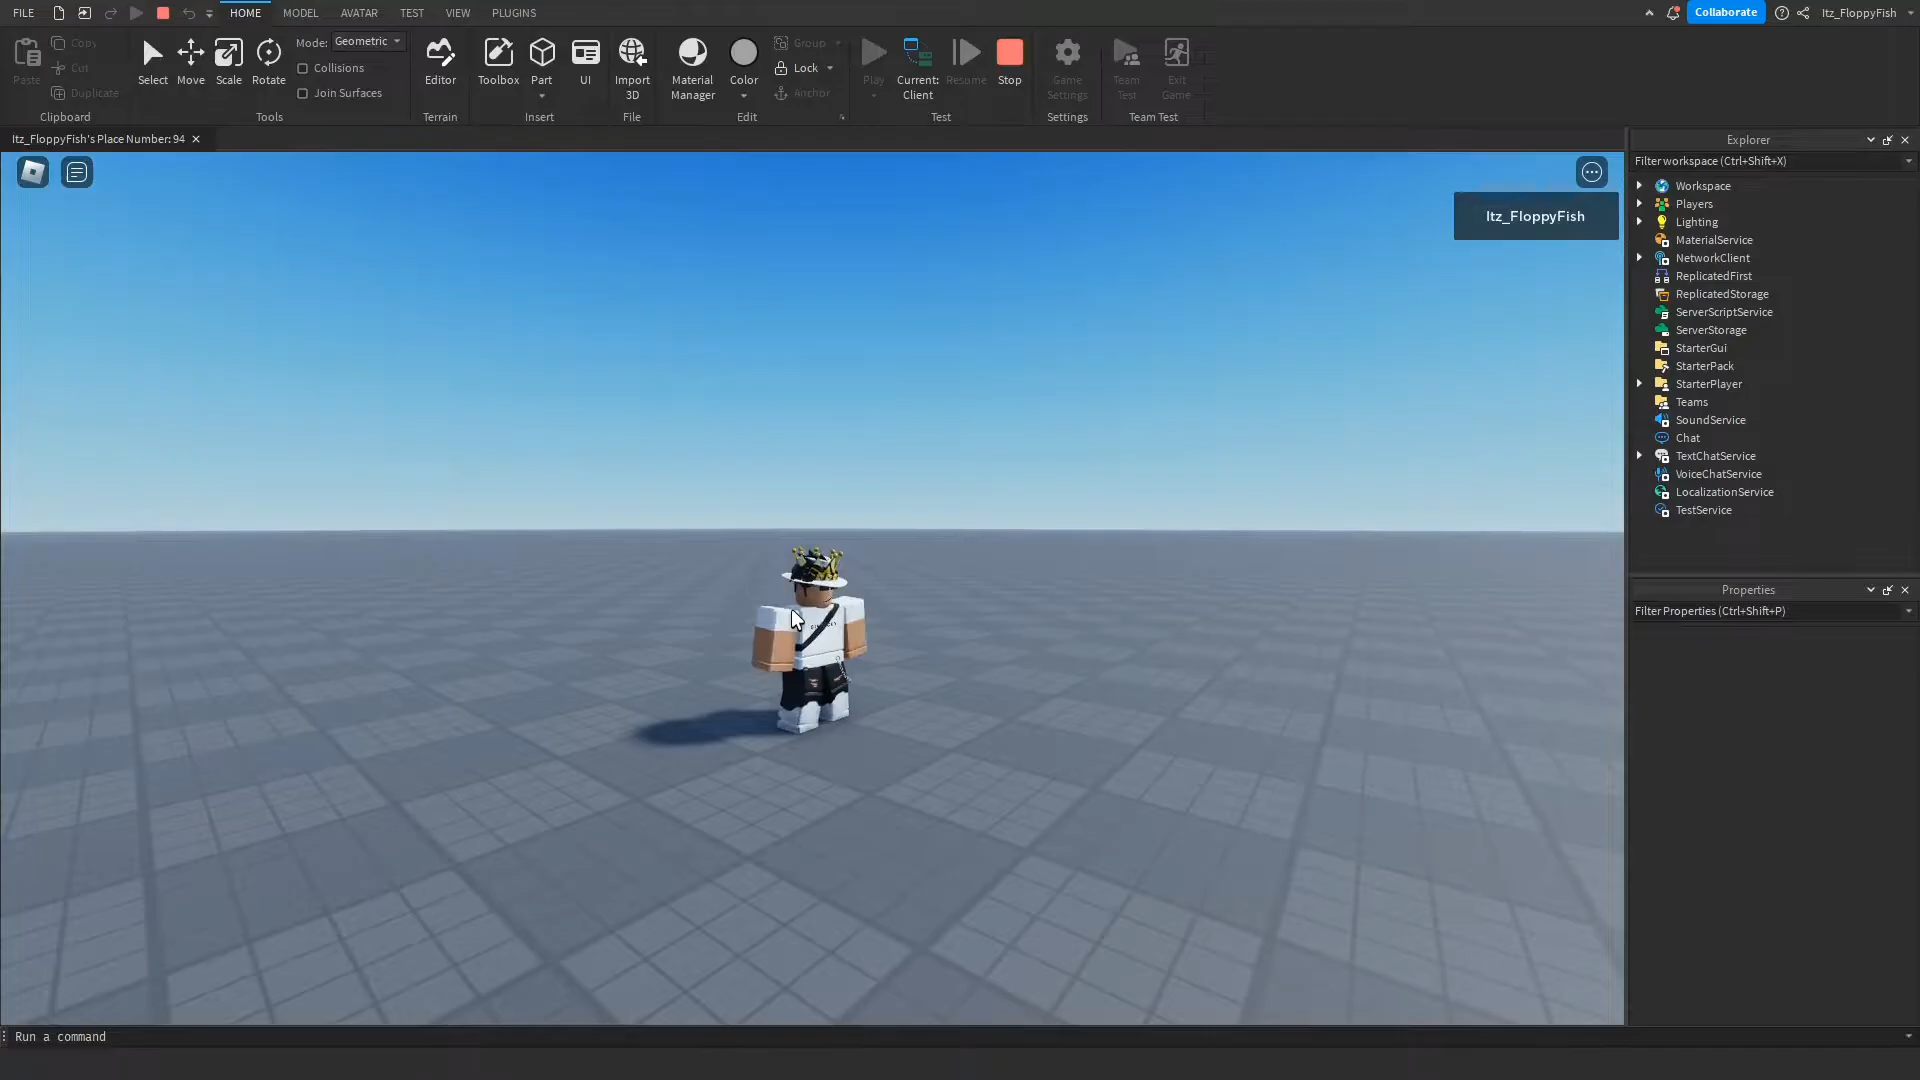 FILE HOME MODEL AVATAR TEST VIEW PLUGINS Collaborate Itz_FloppyFish
Paste Copy Cut Duplicate
Clipboard
Select Move Scale Rotate
Mode: Geometric
Collisions
Join Surfaces
Tools
Editor
Terrain
Toolbox Part UI
Insert
Import
3D
File
Material
Manager
Color
Group
Lock
Anchor
Edit
Play
Current:
Client
Resume Stop
Test
Game
Settings
Settings
Team
Test
Exit
Game
Team Test
Itz_FloppyFish's Place Number: 94
Itz_FloppyFish
Explorer
Filter workspace (Ctrl+Shift+X)
Workspace
Players
Lighting
MaterialService
NetworkClient
ReplicatedFirst
ReplicatedStorage
ServerScriptService
ServerStorage
StarterGui
StarterPack
StarterPlayer
Teams
SoundService
Chat
TextChatService
VoiceChatService
LocalizationService
TestService
Properties
Filter Properties (Ctrl+Shift+P)
Run a command